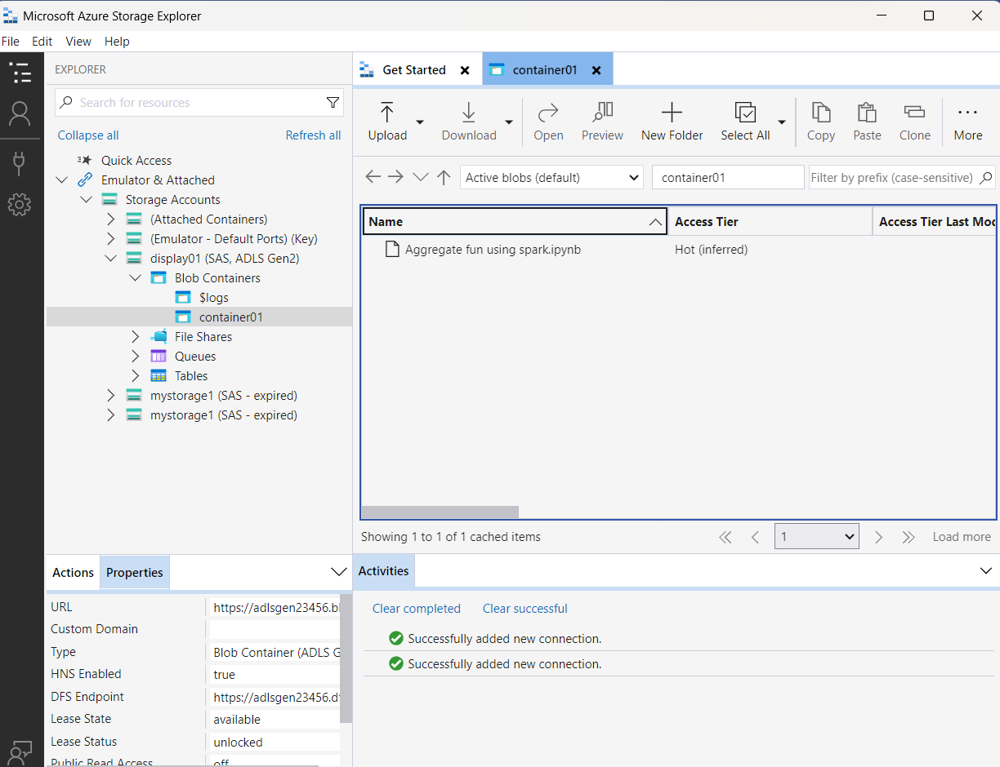 Microsoft Azure Storage Explorer
File Edit View Help
EXPLORER
Search for resources
Collapse all Refresh all
Quick Access
Emulator & Attached
Storage Accounts
(Attached Containers)
(Emulator - Default Ports) (Key)
display01 (SAS, ADLS Gen2)
Blob Containers
$logs
container01
File Shares
Queues
Tables
mystorage1 (SAS - expired)
mystorage1 (SAS - expired)
Actions Properties
URL https://adlsgen23456.bl
Custom Domain
Type Blob Container (ADLS G
HNS Enabled true
DFS Endpoint https://adlsgen23456.d
Lease State available
Lease Status unlocked
Public Read Access off
Get Started container01
Upload Download Open Preview New Folder Select All Copy Paste Clone More
Active blobs (default) container01 Filter by prefix (case-sensitive)
Name Access Tier Access Tier Last Mod
Aggregate fun using spark.ipynb Hot (inferred)
Showing 1 to 1 of 1 cached items 1 Load more
Activities
Clear completed Clear successful
Successfully added new connection.
Successfully added new connection.